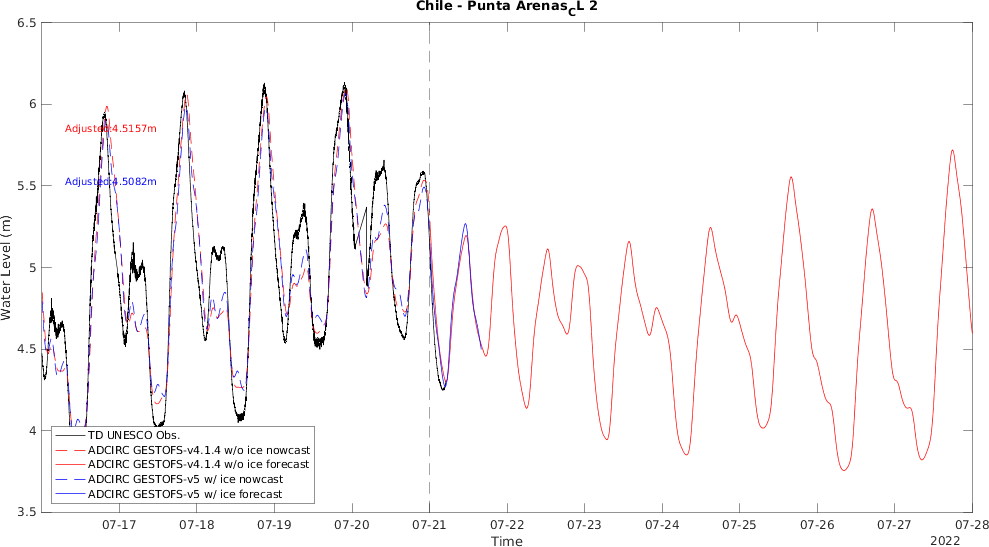 Chile - Punta Arenas_CL 2
6.5
6
5.5
5
4.5
4
3.5
Water Level (m)
Adjusted:4.5157m
Adjusted:4.5082m
TD UNESCO Obs.
ADCIRC GESTOFS-v4.1.4 w/o ice nowcast
ADCIRC GESTOFS-v4.1.4 w/o ice forecast
ADCIRC GESTOFS-v5 w/ ice nowcast
ADCIRC GESTOFS-v5 w/ ice forecast
07-17 07-18 07-19 07-20 07-21 07-22 07-23 07-24 07-25 07-26 07-27 07-28
Time
2022